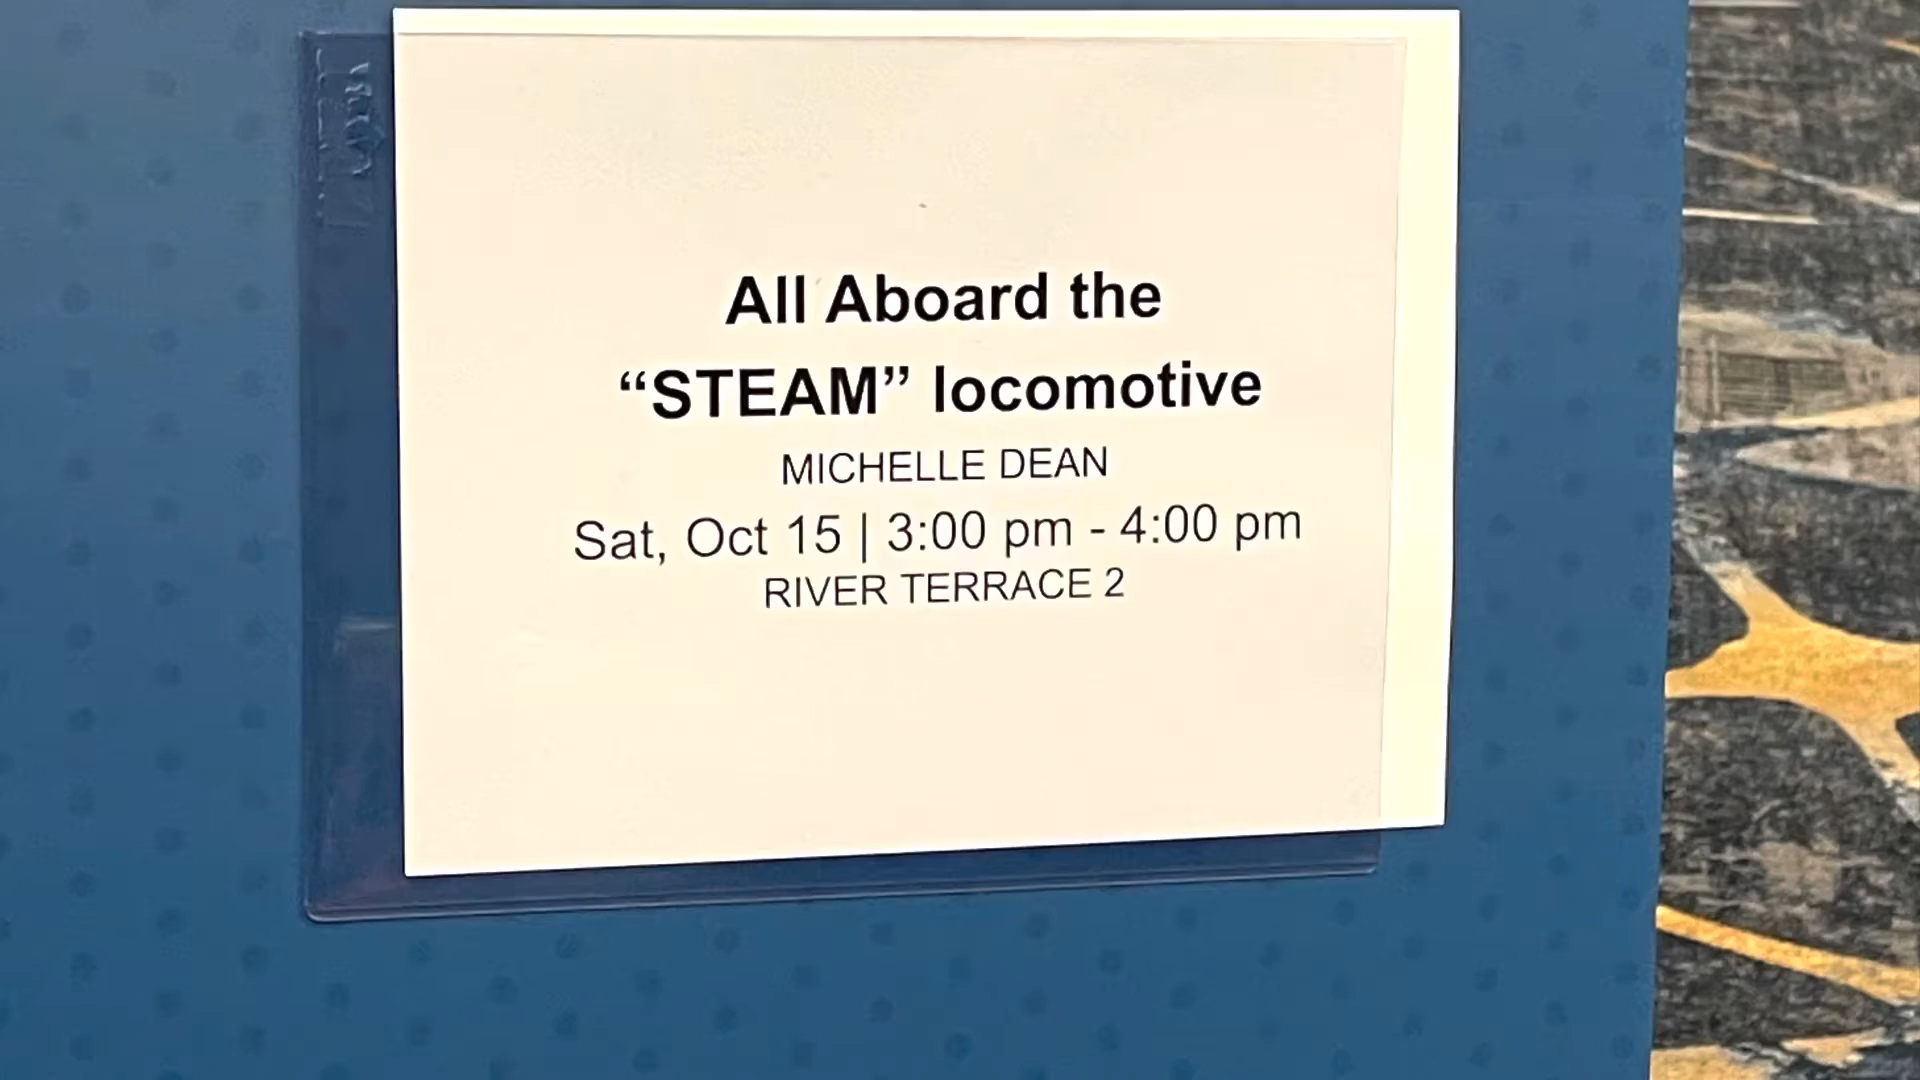 All Aboard the
“STEAM” locomotive
MICHELLE DEAN
Sat, Oct 15 | 3:00 pm - 4:00 pm
RIVER TERRACE 2